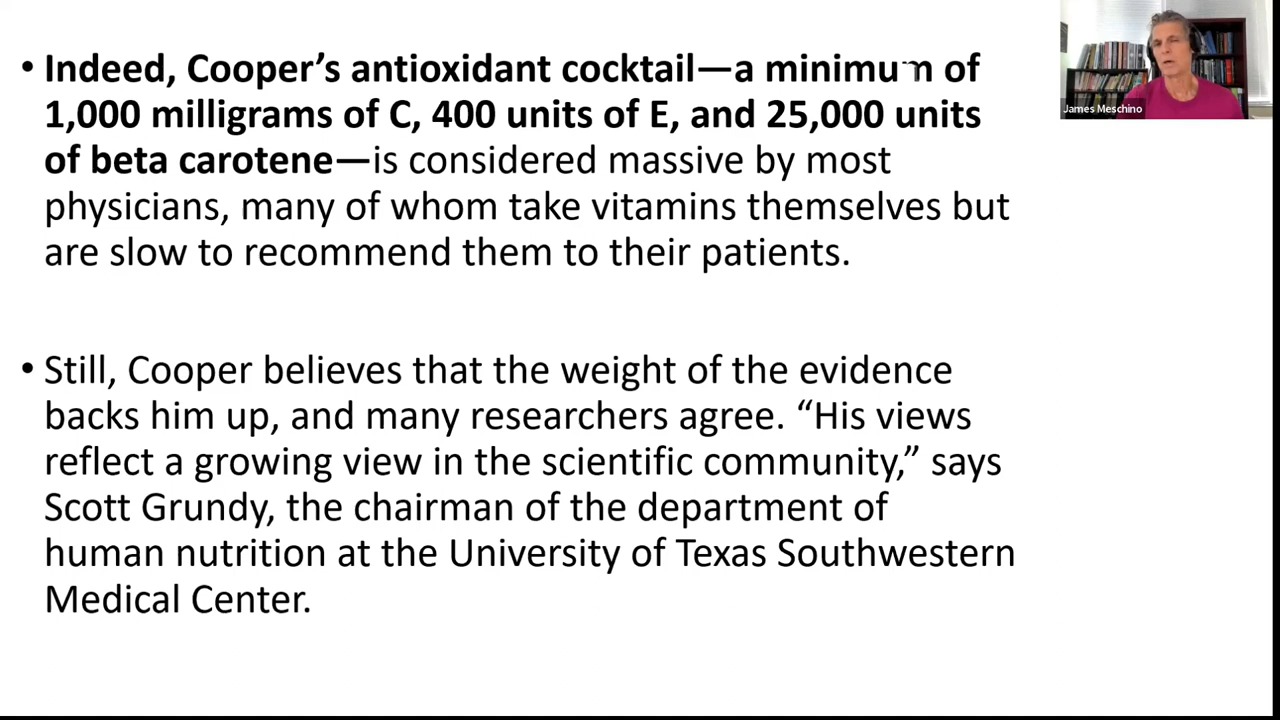 • Indeed, Cooper’s antioxidant cocktail—a minimum of
1,000 milligrams of C, 400 units of E, and 25,000 units
of beta carotene—is considered massive by most
physicians, many of whom take vitamins themselves but
are slow to recommend them to their patients.
• Still, Cooper believes that the weight of the evidence
backs him up, and many researchers agree. “His views
reflect a growing view in the scientific community,” says
Scott Grundy, the chairman of the department of
human nutrition at the University of Texas Southwestern
Medical Center.
James Meschino